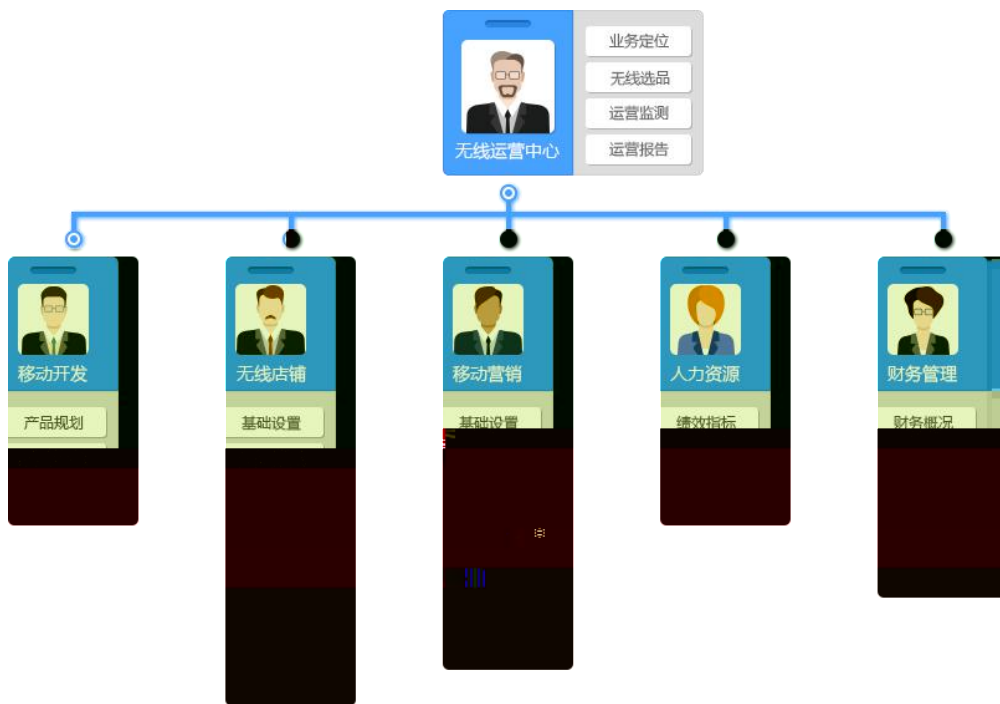 业务定位
无线选品
运营监测
运营报告
无线运营中心
移动开发
无线店铺
移动营销
人力资源
财务管理
产品规划
基础设置
基础设置
绩效指标
财务概况